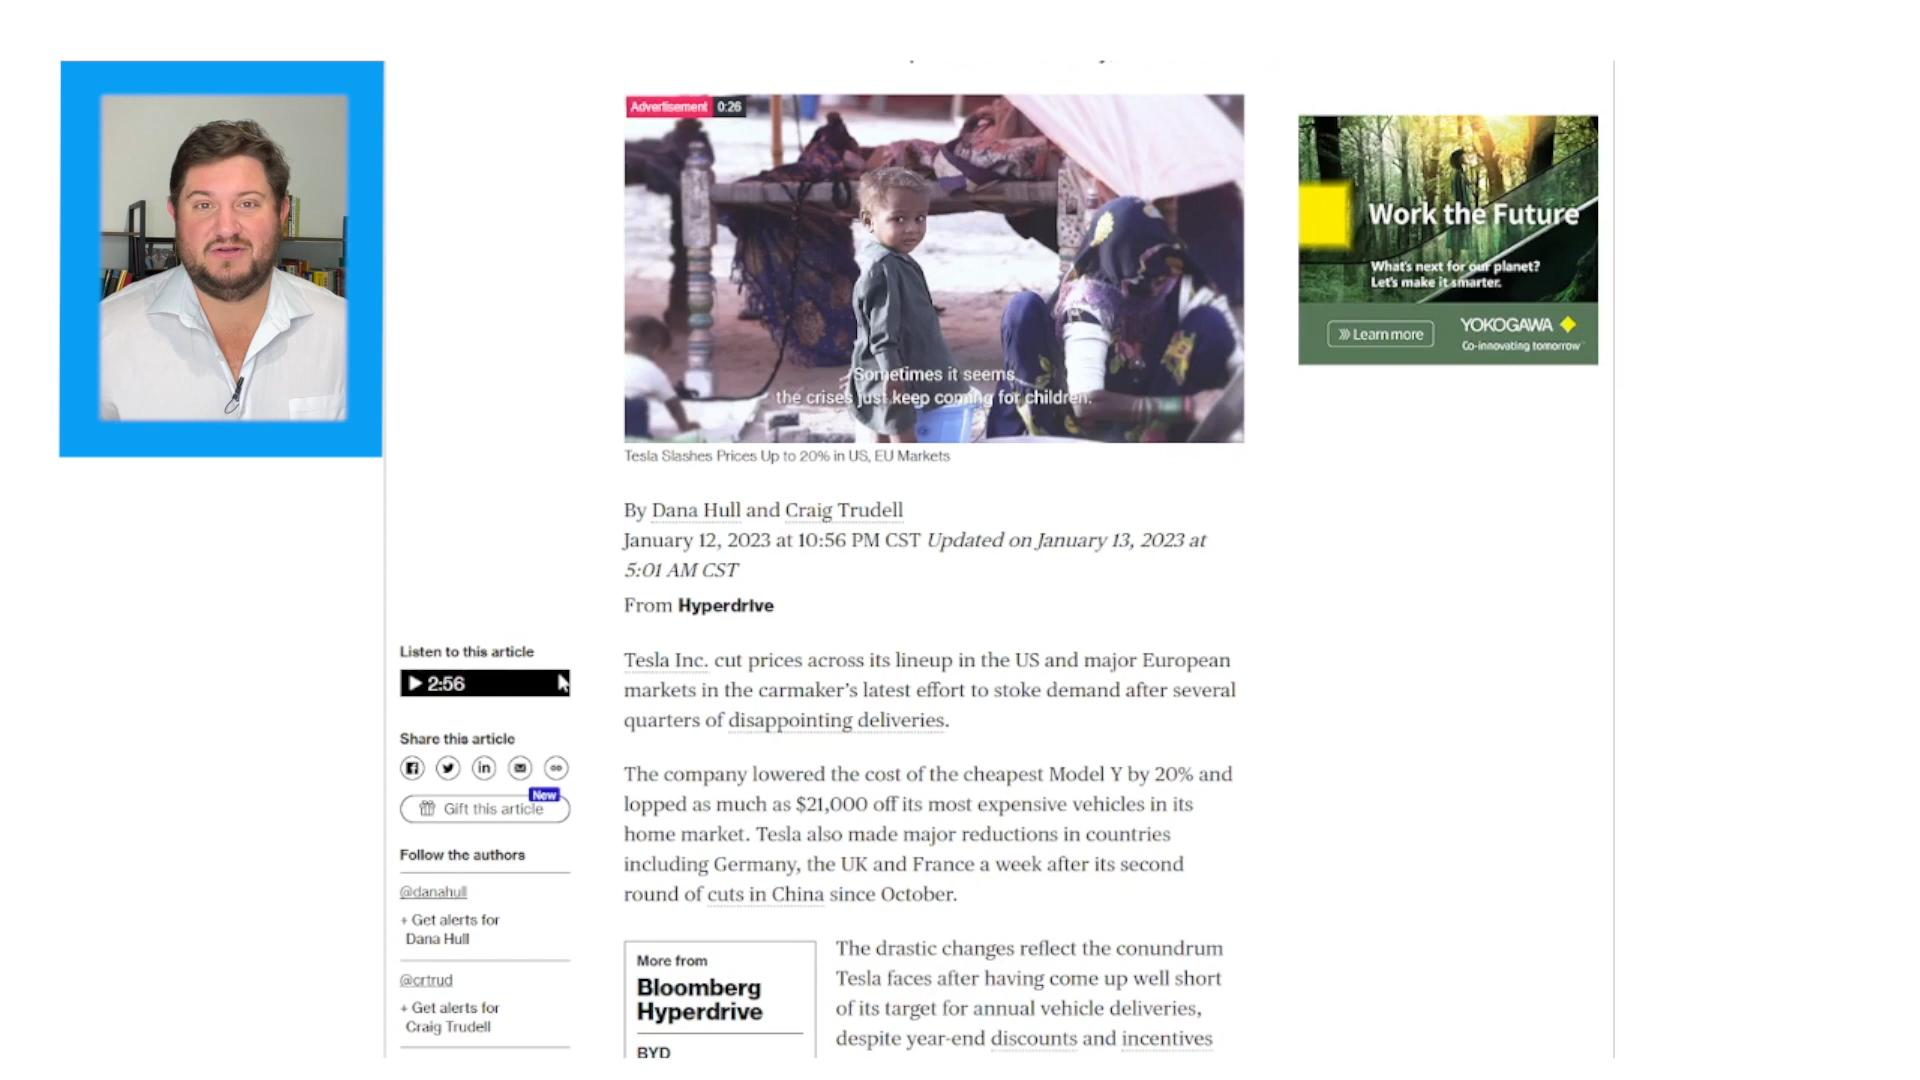 Advertisement 0:26
Sometimes it seems
the crises just keep coming for children.
Tesla Slashes Prices Up to 20% in US, EU Markets
Work the Future
What's next for our planet?
Let's make it smarter.
Learn more
YOKOGAWA
Co-innovating tomorrow
By Dana Hull and Craig Trudell
January 12, 2023 at 10:56 PM CST Updated on January 13, 2023 at
5:01 AM CST
From Hyperdrive
Listen to this article
2:56
Share this article
New
Gift this article
Follow the authors
@danahull
+ Get alerts for
Dana Hull
@crtrud
+ Get alerts for
Craig Trudell
Tesla Inc. cut prices across its lineup in the US and major European
markets in the carmaker's latest effort to stoke demand after several
quarters of disappointing deliveries.
The company lowered the cost of the cheapest Model Y by 20% and
lopped as much as $21,000 off its most expensive vehicles in its
home market. Tesla also made major reductions in countries
including Germany, the UK and France a week after its second
round of cuts in China since October.
More from
Bloomberg
Hyperdrive
BYD
The drastic changes reflect the conundrum
Tesla faces after having come up well short
of its target for annual vehicle deliveries,
despite year-end discounts and incentives